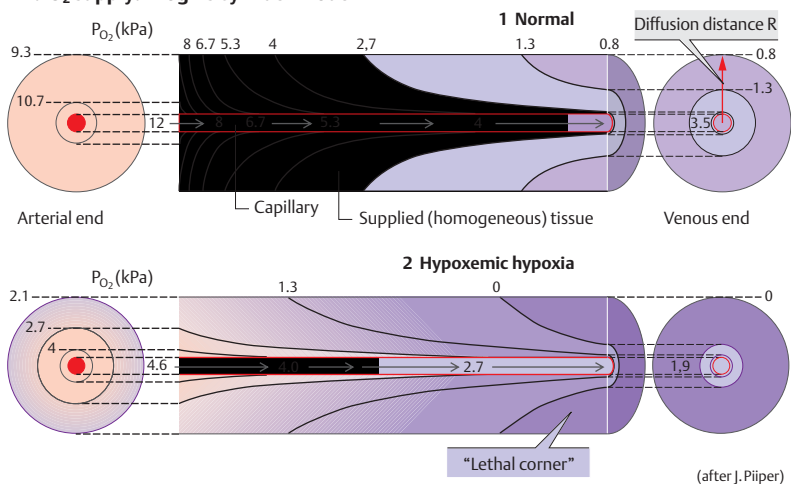 1 Normal
Diffusion distance R
PO2 (kPa)
8 6.7 5.3 4 2,7 1.3 0.8
9.3
0.8
1.3
10.7
12 8 6.7 5.3 4 3.5
Capillary
Supplied (homogeneous) tissue
Arterial end
Venous end
2 Hypoxemic hypoxia
PO2 (kPa)
1.3 0
2.1
0
2.7
4
4.6 4.0 2.7 1,9
"Lethal corner"
(after J. Piiper)